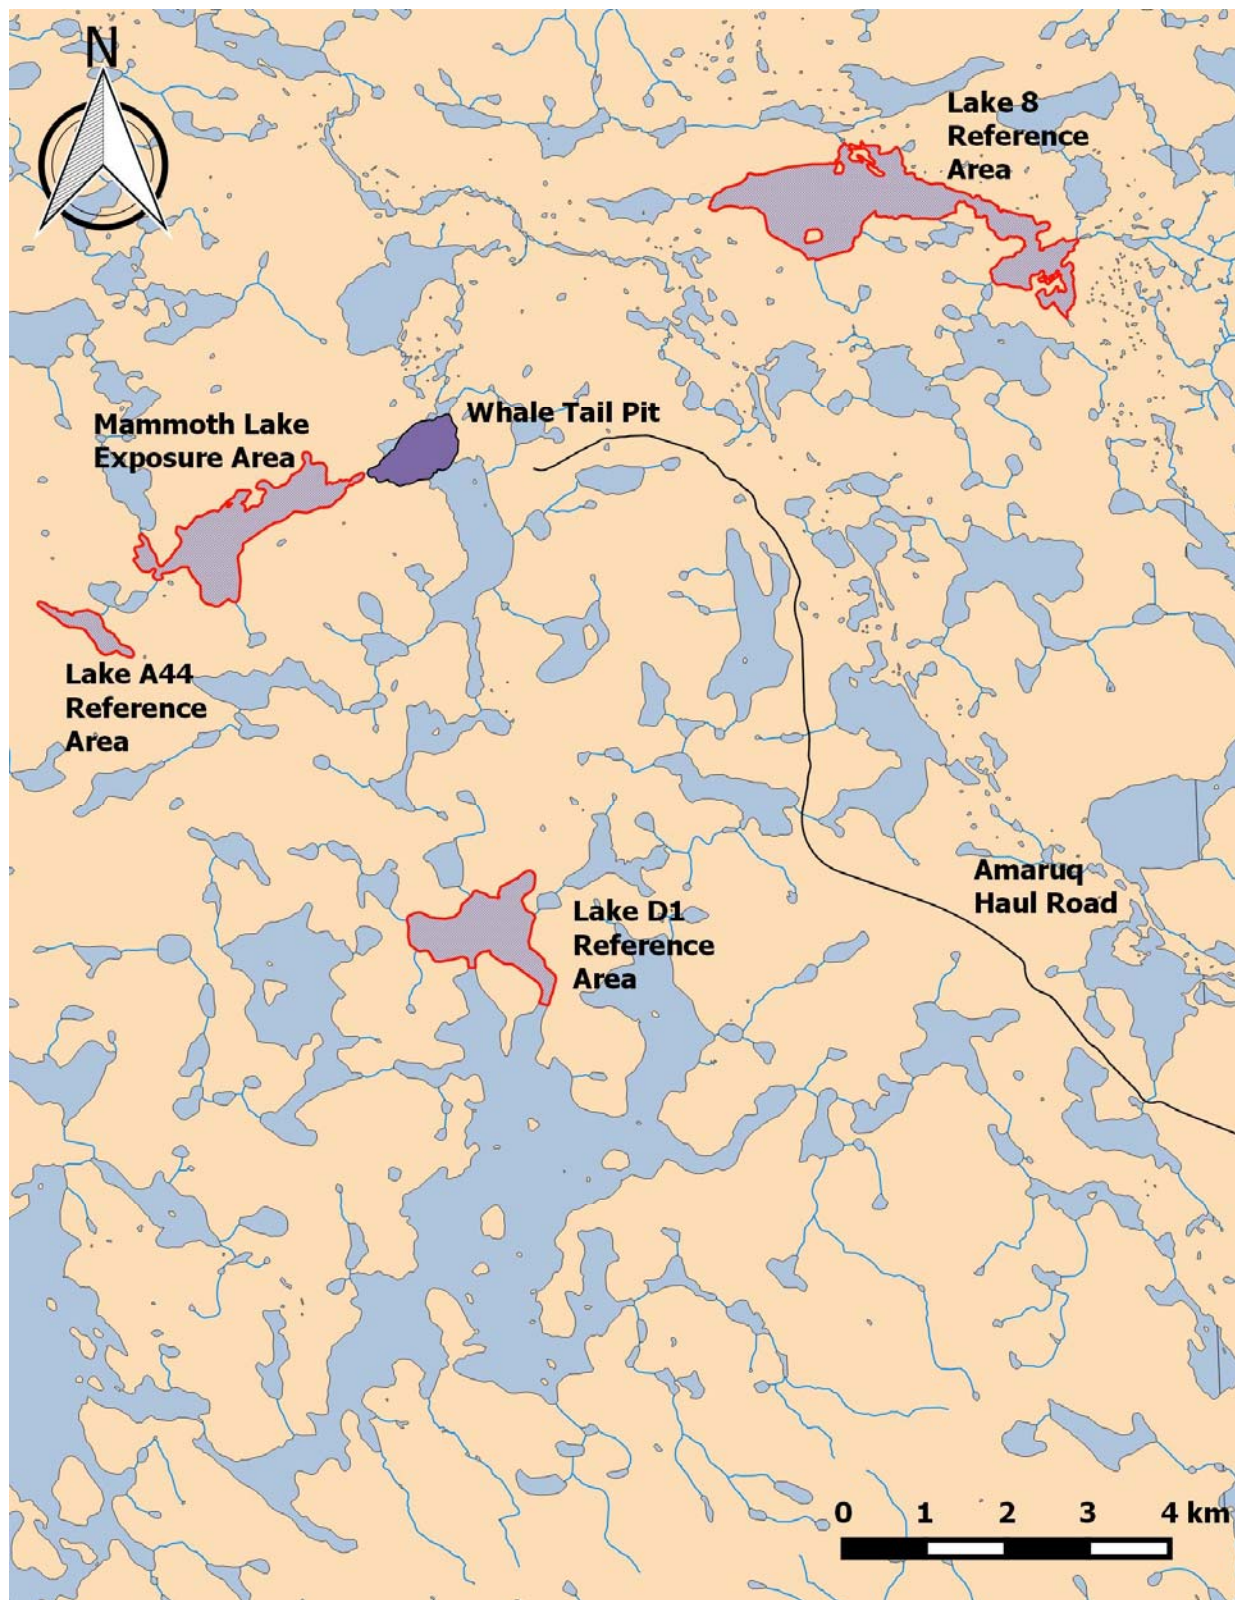 N
Lake 8
Reference
Area
Whale Tail Pit
Mammoth Lake
Exposure Area
Lake A44
Reference
Area
Amaruq
Haul Road
Lake D1
Reference
Area
0 1 2 3 4 km